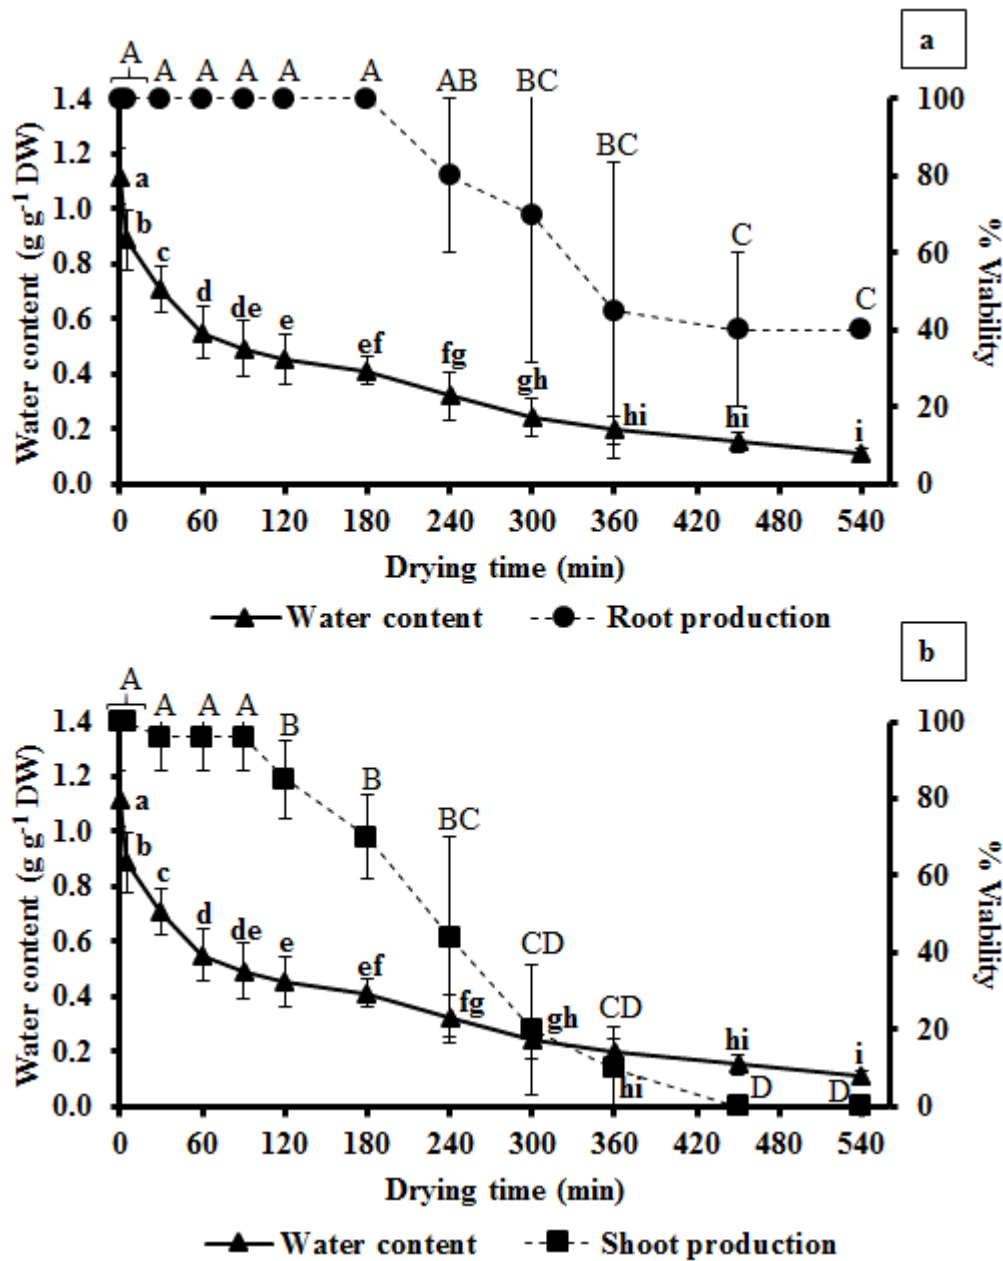 a
A A A A A A AB BC BC C C
1.4
1.2
1.0
0.8
0.6
0.4
0.2
0.0
Water content (g g⁻¹ DW)
a b c d de e ef fg gh hi hi i
100
80
60
40
20
0
% Viability
0 60 120 180 240 300 360 420 480 540
Drying time (min)
Water content Root production
b
A A A A B B BC CD CD D D
1.4
1.2
1.0
0.8
0.6
0.4
0.2
0.0
Water content (g g⁻¹ DW)
a b c d de e ef fg gh hi hi i
100
80
60
40
20
0
% Viability
0 60 120 180 240 300 360 420 480 540
Drying time (min)
Water content Shoot production